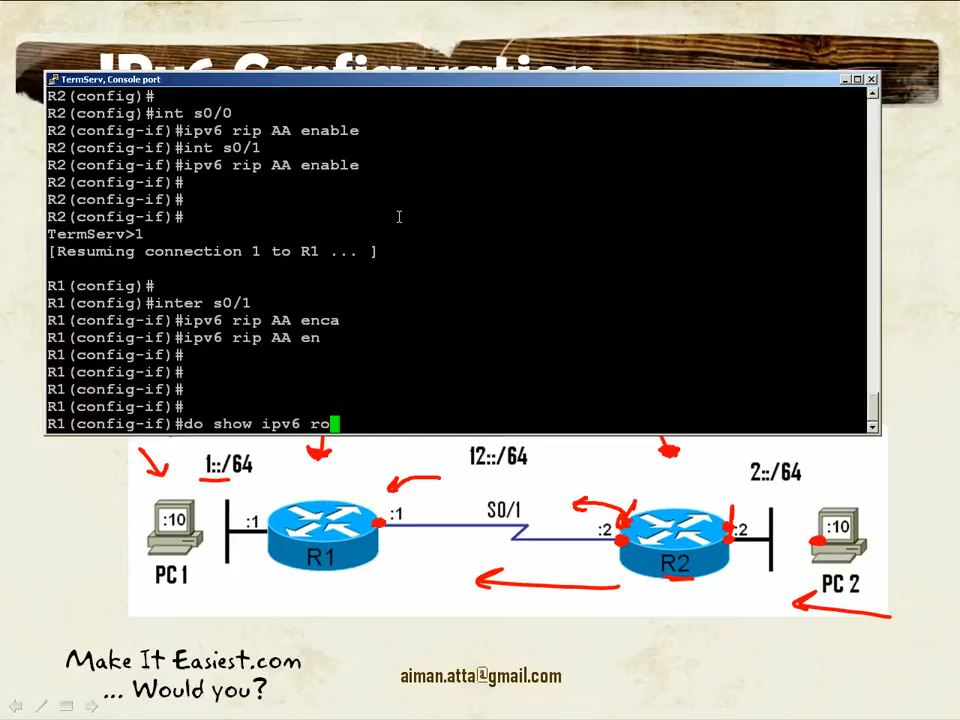 IPv6 Configuration
TermServ, Console port
R2(config)#
R2(config)#int s0/0
R2(config-if)#ipv6 rip AA enable
R2(config-if)#int s0/1
R2(config-if)#ipv6 rip AA enable
R2(config-if)#
R2(config-if)#
R2(config-if)#
TermServ>1
[Resuming connection 1 to R1 ... ]
R1(config)#
R1(config)#inter s0/1
R1(config-if)#ipv6 rip AA enca
R1(config-if)#ipv6 rip AA en
R1(config-if)#
R1(config-if)#
R1(config-if)#
R1(config-if)#
R1(config-if)#do show ipv6 ro
1::/64
12::/64
2::/64
:10
:1
:1
S0/1
:2
:2
:10
R1
R2
PC 1
PC 2
Make It Easiest.com
... Would you?
aiman.atta@gmail.com